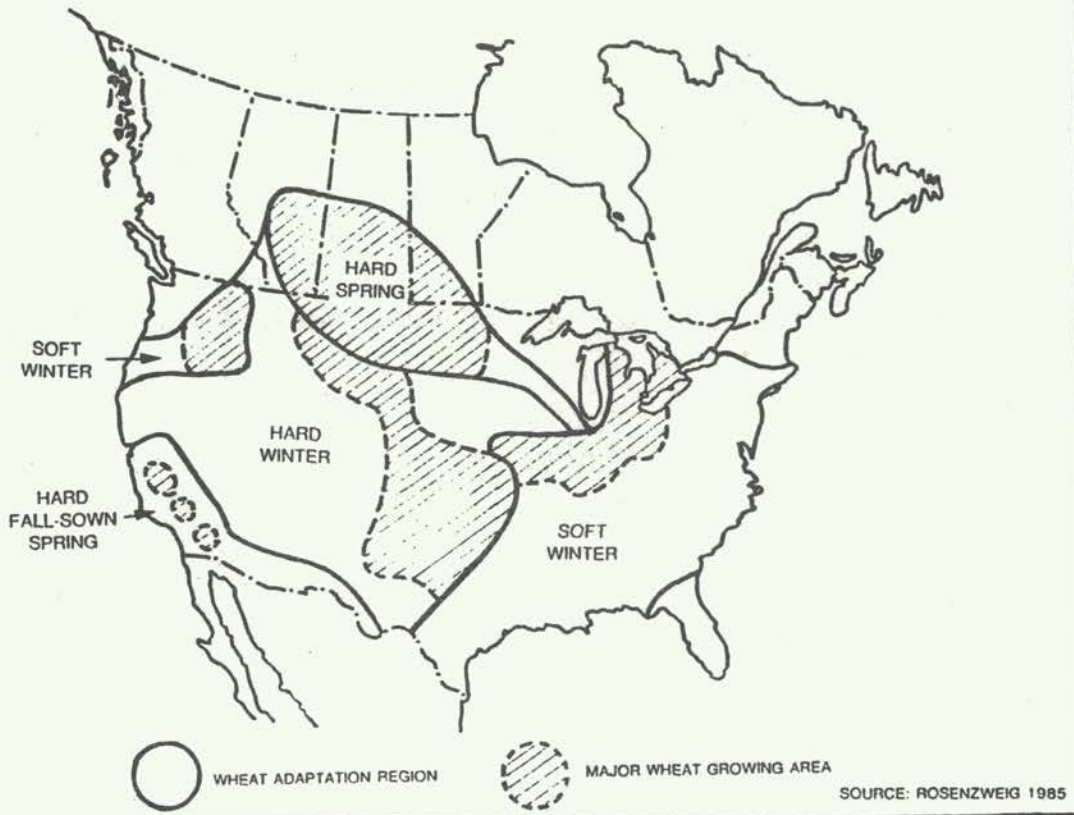 HARD
SPRING
SOFT
WINTER
HARD
WINTER
HARD
FALL-SOWN
SPRING
SOFT
WINTER
WHEAT ADAPTATION REGION
MAJOR WHEAT GROWING AREA
SOURCE: ROSENZWEIG 1985